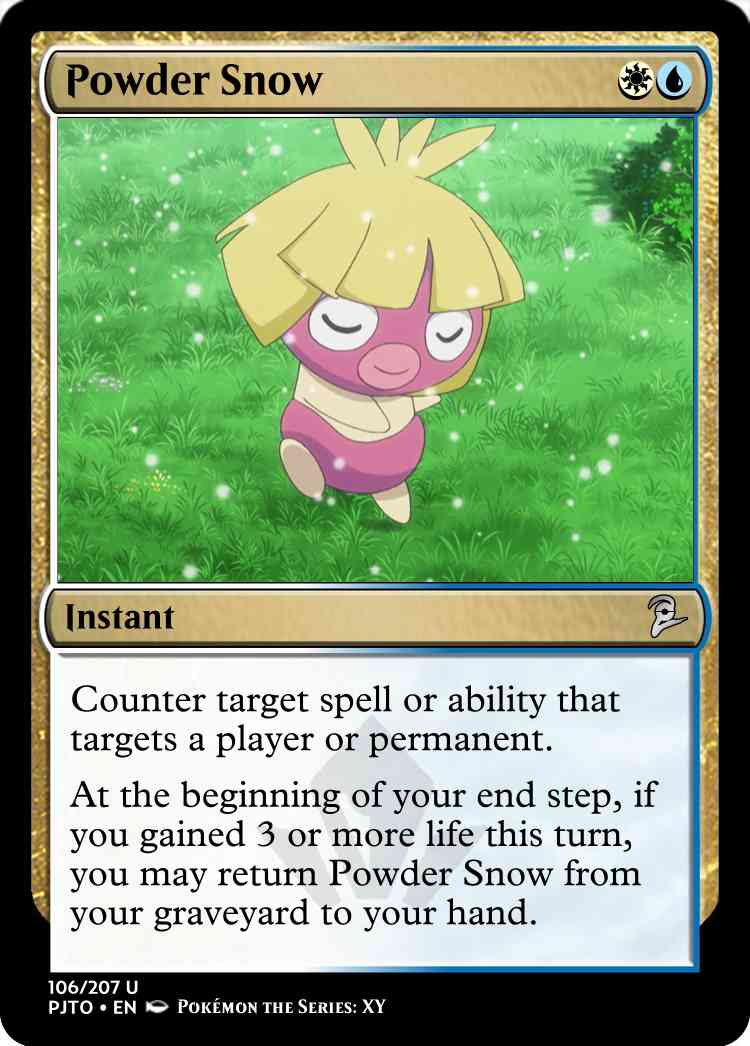 Powder Snow
Instant
Counter target spell or ability that
targets a player or permanent.
At the beginning of your end step, if
you gained 3 or more life this turn,
you may return Powder Snow from
your graveyard to your hand.
106/207 U
PJTO • EN Pokémon the Series: XY